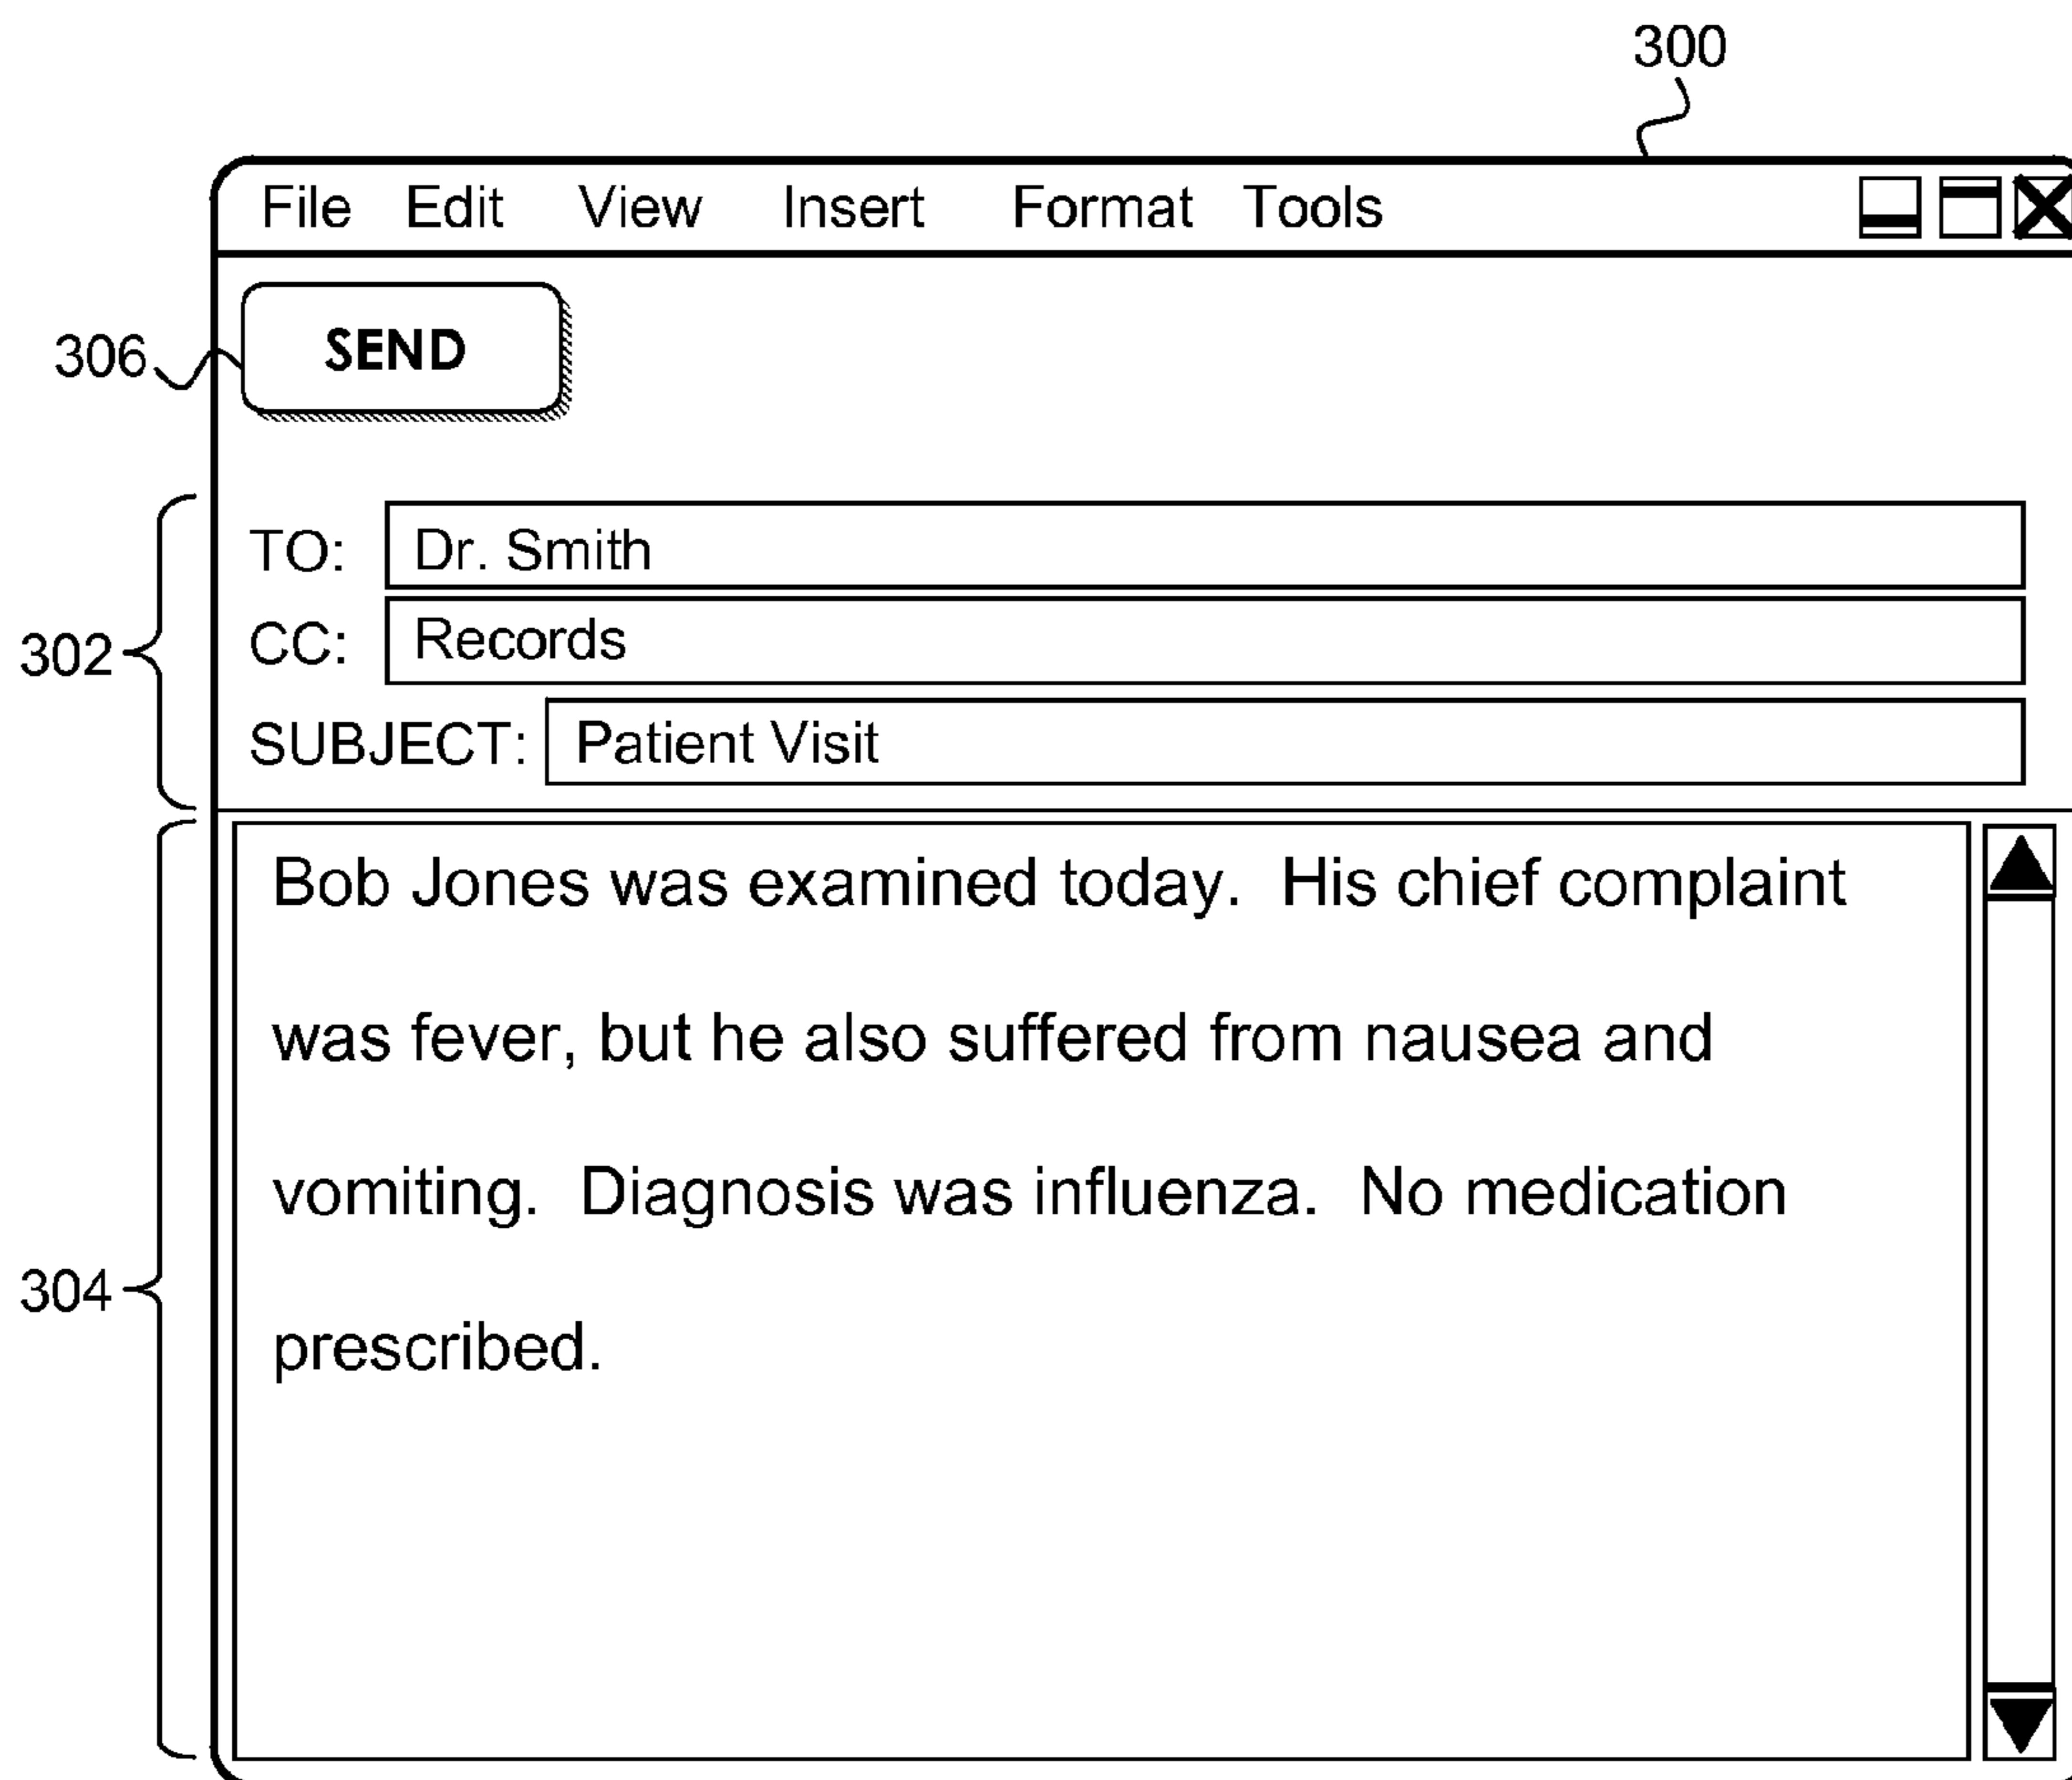 300
File Edit View Insert Format Tools
306 SEND
TO: Dr. Smith
302 CC: Records
SUBJECT: Patient Visit
Bob Jones was examined today. His chief complaint
was fever, but he also suffered from nausea and
vomiting. Diagnosis was influenza. No medication
304
prescribed.